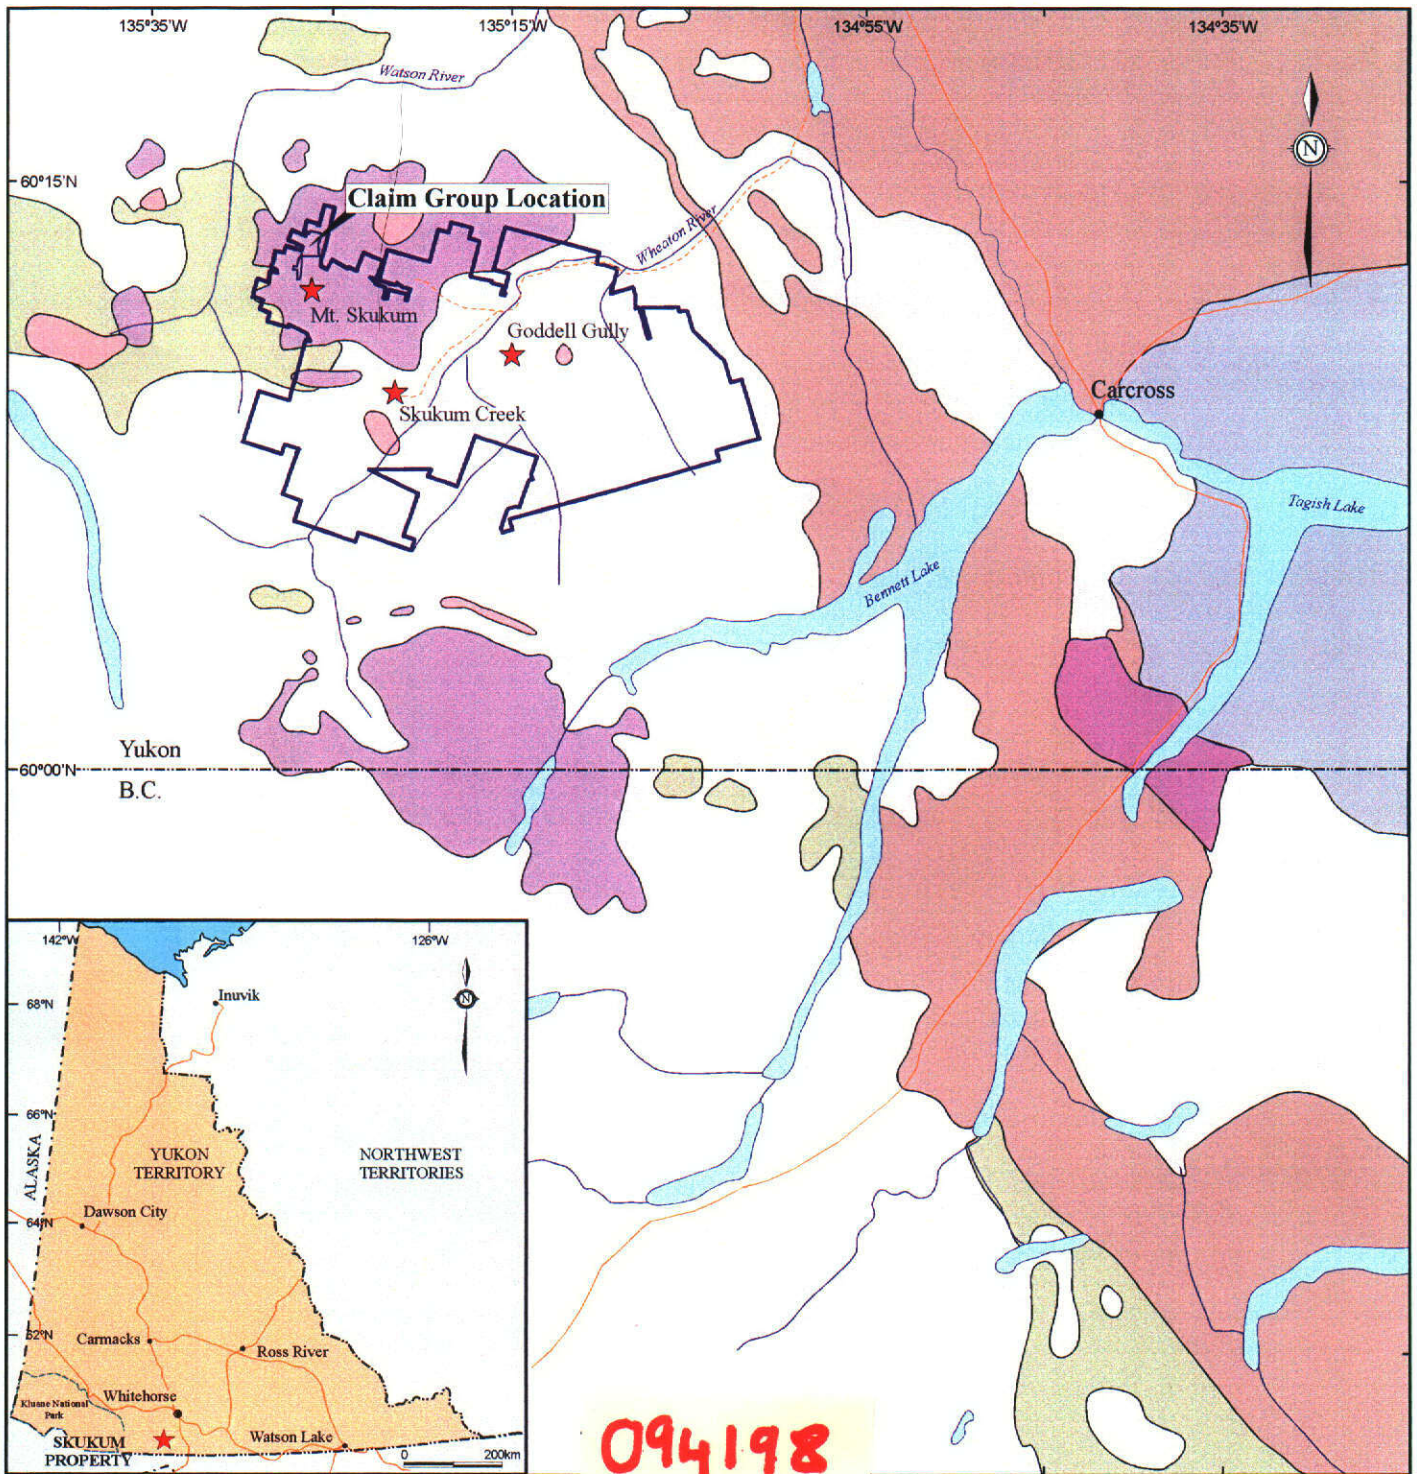 135°35'W
135°15'W
134°55'W
134°35'W
Watson River
N
60°15'N
Claim Group Location
Wheaton River
Mt. Skukum
Goddell Gully
Carcross
Skukum Creek
Tagish Lake
Bennett Lake
Yukon
60°00'N
B.C.
142°W
126°W
N
68°N
Inuvik
66°N
ALASKA
YUKON
TERRITORY
NORTHWEST
TERRITORIES
64°N
Dawson City
62°N
Carmacks
Ross River
Whitehorse
Kluane National
Park
SKUKUM
PROPERTY
Watson Lake
0
200km
094198